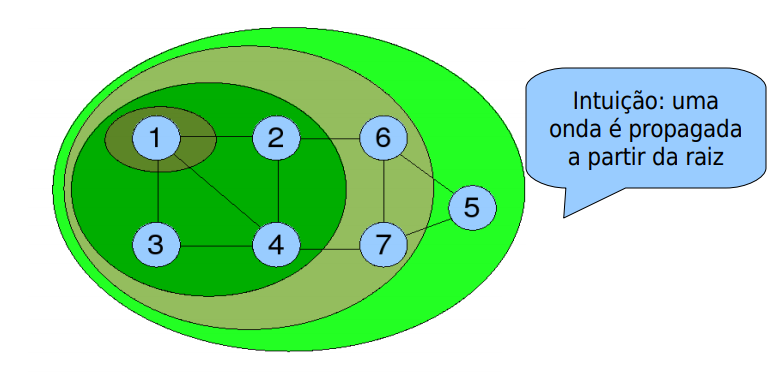 1 2 6
5
3 4 7
Intuição: uma
onda é propagada
a partir da raiz